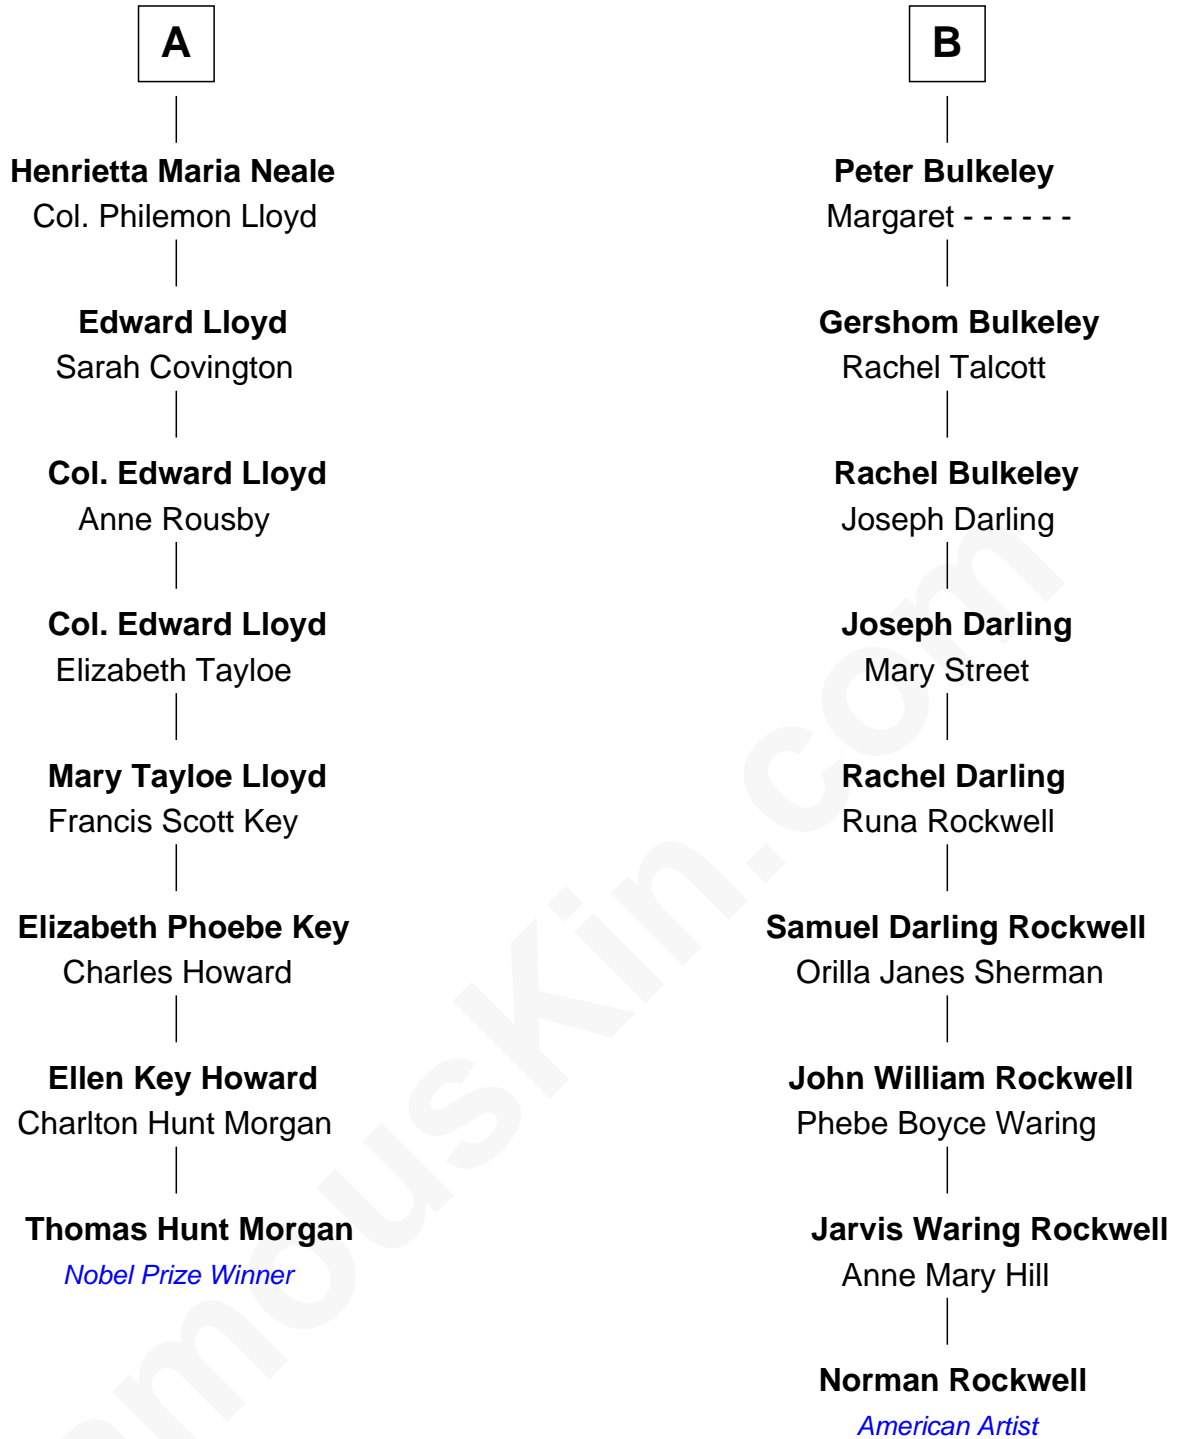 A
Henrietta Maria Neale
Col. Philemon Lloyd
Edward Lloyd
Sarah Covington
Col. Edward Lloyd
Anne Rousby
Col. Edward Lloyd
Elizabeth Tayloe
Mary Tayloe Lloyd
Francis Scott Key
Elizabeth Phoebe Key
Charles Howard
Ellen Key Howard
Charlton Hunt Morgan
Thomas Hunt Morgan
Nobel Prize Winner
B
Peter Bulkeley
Margaret - - - - - -
Gershom Bulkeley
Rachel Talcott
Rachel Bulkeley
Joseph Darling
Joseph Darling
Mary Street
Rachel Darling
Runa Rockwell
Samuel Darling Rockwell
Orilla Janes Sherman
John William Rockwell
Phebe Boyce Waring
Jarvis Waring Rockwell
Anne Mary Hill
Norman Rockwell
American Artist
amousKin.com